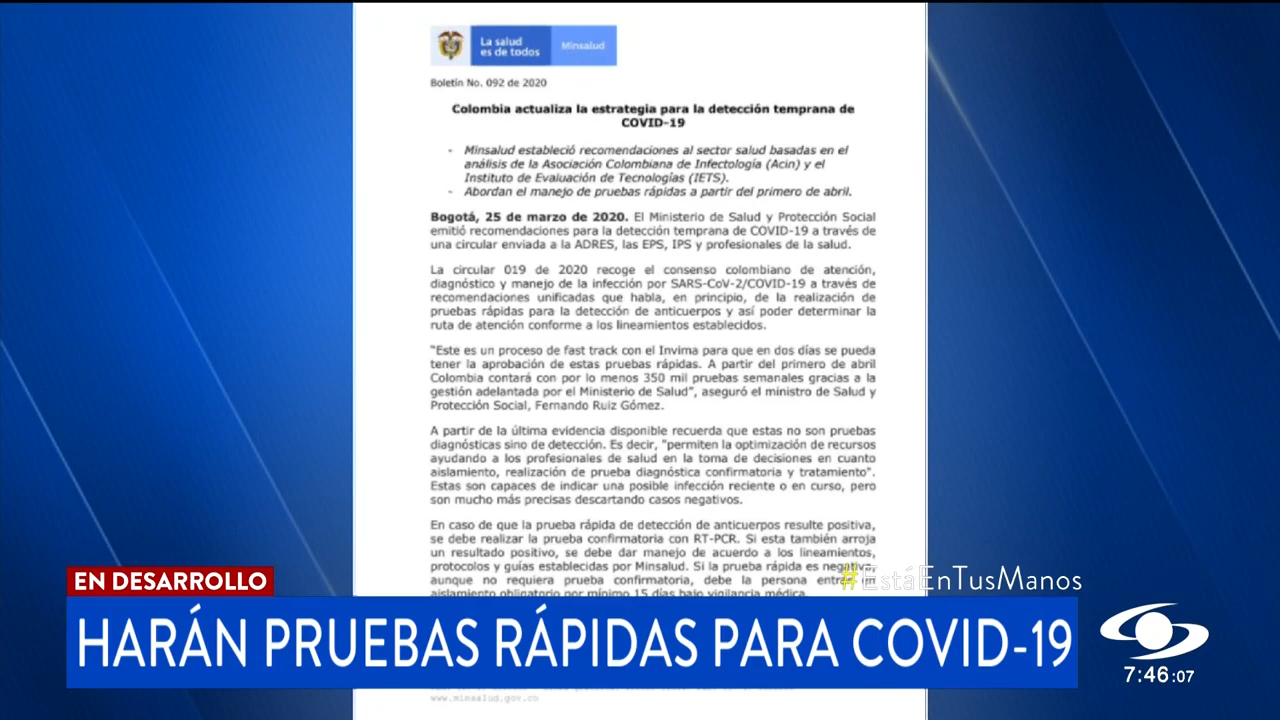 La salud
es de todos
Minsalud
Boletín No. 092 de 2020
Colombia actualiza la estrategia para la detección temprana de
COVID-19
- Minsalud estableció recomendaciones al sector salud basadas en el
análisis de la Asociación Colombiana de Infectología (Acin) y el
Instituto de Evaluación de Tecnologías (IETS).
- Abordan el manejo de pruebas rápidas a partir del primero de abril.
Bogotá, 25 de marzo de 2020. El Ministerio de Salud y Protección Social
emitió recomendaciones para la detección temprana de COVID-19 a través de
una circular enviada a la ADRES, las EPS, IPS y profesionales de la salud.
La circular 019 de 2020 recoge el consenso colombiano de atención,
diagnóstico y manejo de la infección por SARS-CoV-2/COVID-19 a través de
recomendaciones unificadas que habla, en principio, de la realización de
pruebas rápidas para la detección de anticuerpos y así poder determinar la
ruta de atención conforme a los lineamientos establecidos.
"Este es un proceso de fast track con el Invima para que en dos días se pueda
tener la aprobación de estas pruebas rápidas. A partir del primero de abril
Colombia contará con por lo menos 350 mil pruebas semanales gracias a la
gestión adelantada por el Ministerio de Salud", aseguró el ministro de Salud y
Protección Social, Fernando Ruiz Gómez.
A partir de la última evidencia disponible recuerda que estas no son pruebas
diagnósticas sino de detección. Es decir, "permiten la optimización de recursos
ayudando a los profesionales de salud en la toma de decisiones en cuanto
aislamiento, realización de prueba diagnóstica confirmatoria y tratamiento".
Estas son capaces de indicar una posible infección reciente o en curso, pero
son mucho más precisas descartando casos negativos.
En caso de que la prueba rápida de detección de anticuerpos resulte positiva,
se debe realizar la prueba confirmatoria con RT-PCR. Si esta también arroja
un resultado positivo, se debe dar manejo de acuerdo a los lineamientos,
protocolos y guías establecidas por Minsalud. Si la prueba rápida es negativa,
aunque no requiera prueba confirmatoria, debe la persona entrar
aislamiento obligatorio por mínimo 15 días bajo vigilancia médica.
EN DESARROLLO
#EstáEnTusManos
HARÁN PRUEBAS RÁPIDAS PARA COVID-19
7:46:07
www.minsalud.gov.co